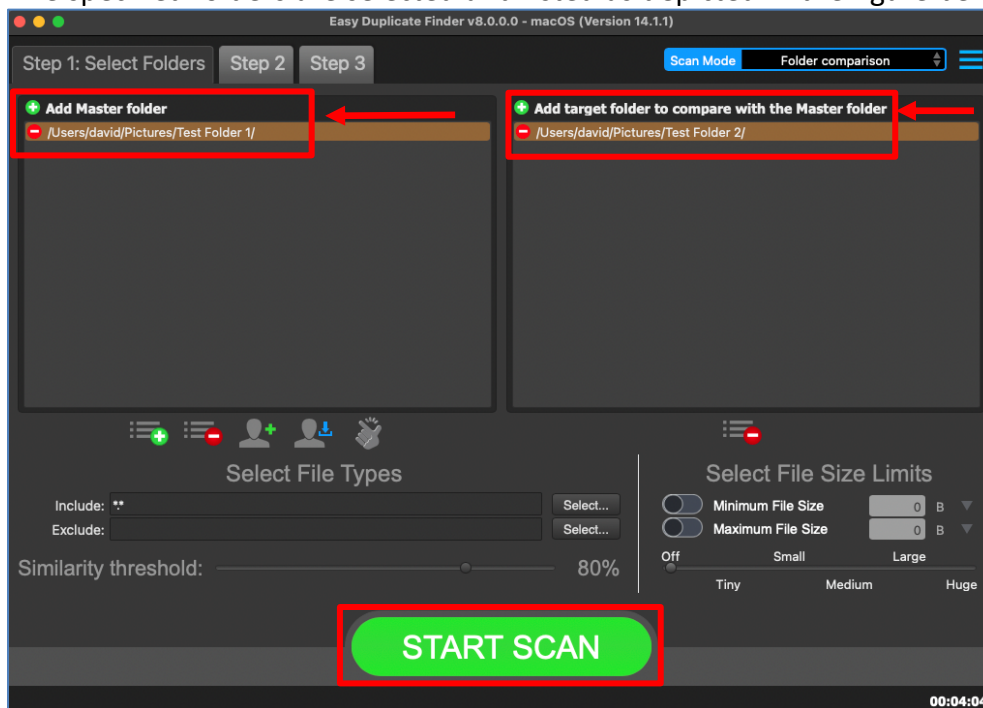 Easy Duplicate Finder v8.0.0.0 - macOS (Version 14.1.1)
Step 1: Select Folders Step 2 Step 3 Scan Mode Folder comparison
Add Master folder
/Users/david/Pictures/Test Folder 1/
Add target folder to compare with the Master folder
/Users/david/Pictures/Test Folder 2/
Select File Types
Include: *.*
Select...
Exclude:
Select...
Similarity threshold: 80%
Select File Size Limits
Minimum File Size 0 B
Maximum File Size 0 B
Off Small Large
Tiny Medium Huge
START SCAN
00:04:04